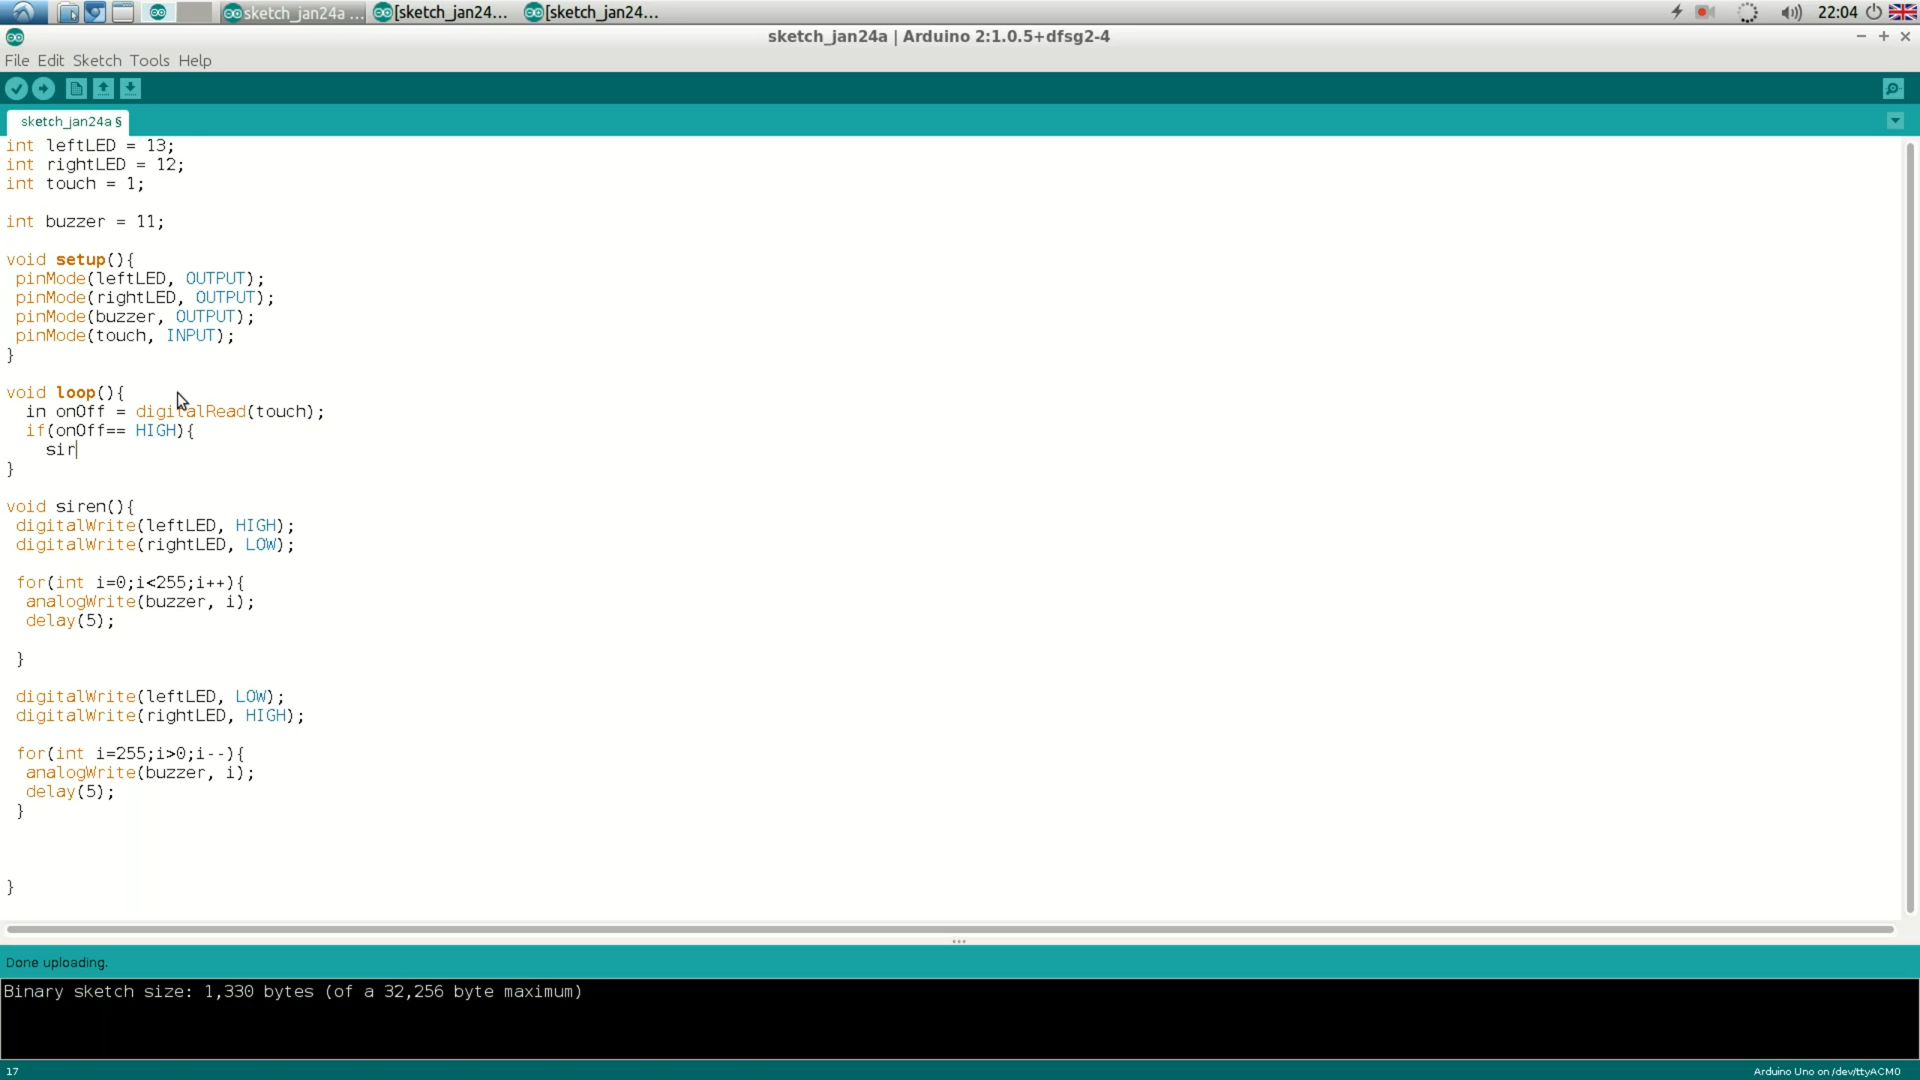 sketch_jan24a ...
[sketch_jan24...
[sketch_jan24a...
22:04
sketch_jan24a | Arduino 2:1.0.5+dfsg2-4
File Edit Sketch Tools Help
sketch_jan24a §
int leftLED = 13;
int rightLED = 12;
int touch = 1;
int buzzer = 11;
void setup(){
pinMode(leftLED, OUTPUT);
pinMode(rightLED, OUTPUT);
pinMode(buzzer, OUTPUT);
pinMode(touch, INPUT);
}
void loop(){
in onOff = digitalRead(touch);
if(onOff== HIGH){
sir
}
void siren(){
digitalWrite(leftLED, HIGH);
digitalWrite(rightLED, LOW);
for(int i=0;i<255;i++){
analogWrite(buzzer, i);
delay(5);
}
digitalWrite(leftLED, LOW);
digitalWrite(rightLED, HIGH);
for(int i=255;i>0;i--){
analogWrite(buzzer, i);
delay(5);
}
}
Done uploading.
Binary sketch size: 1,330 bytes (of a 32,256 byte maximum)
17
Arduino Uno on /dev/ttyACM0